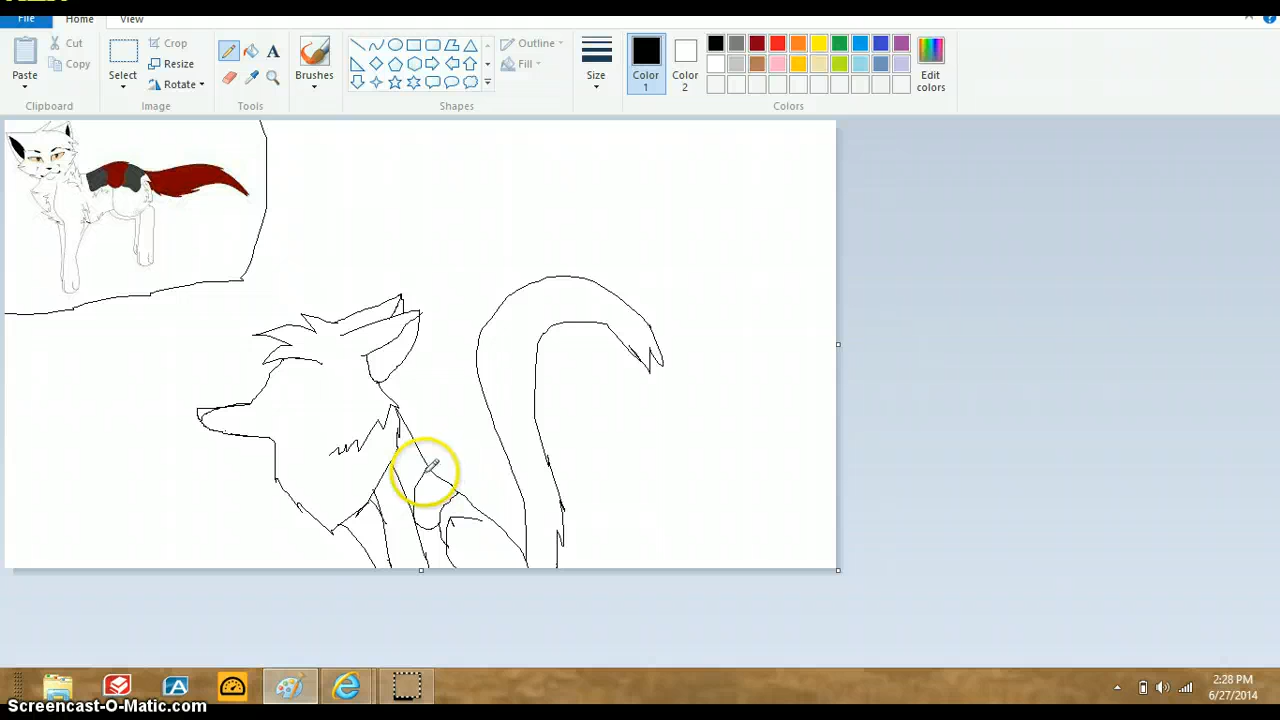 File Home View
Paste Cut Copy
Select Crop Resize Rotate
A
Brushes
Outline Fill
Size
Color 1
Color 2
Edit colors
Clipboard Image Tools Shapes Colors
2:28 PM
6/27/2014
Screencast-O-Matic.com